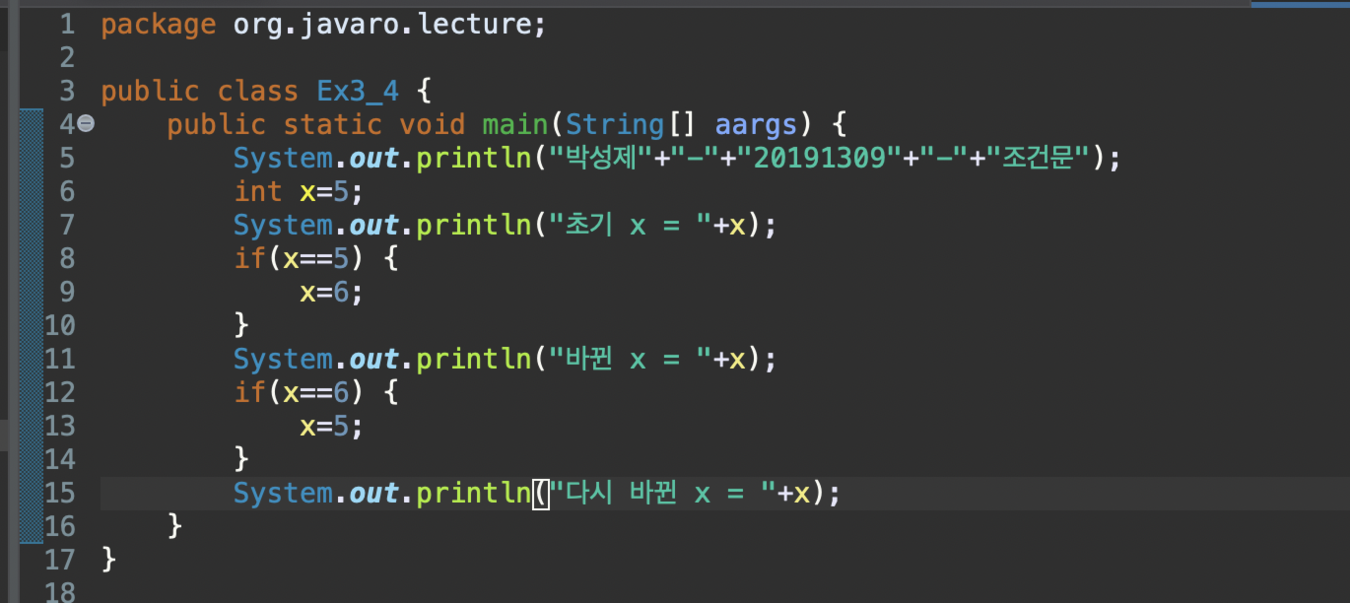 1 package org.javaro.lecture;
2
3 public class Ex3_4 {
4     public static void main(String[] aargs) {
5         System.out.println("박성제"+"-"+"20191309"+"-"+"조건문");
6         int x=5;
7         System.out.println("초기 x = "+x);
8         if(x==5) {
9             x=6;
10         }
11         System.out.println("바뀐 x = "+x);
12         if(x==6) {
13             x=5;
14         }
15         System.out.println("다시 바뀐 x = "+x);
16     }
17 }
18